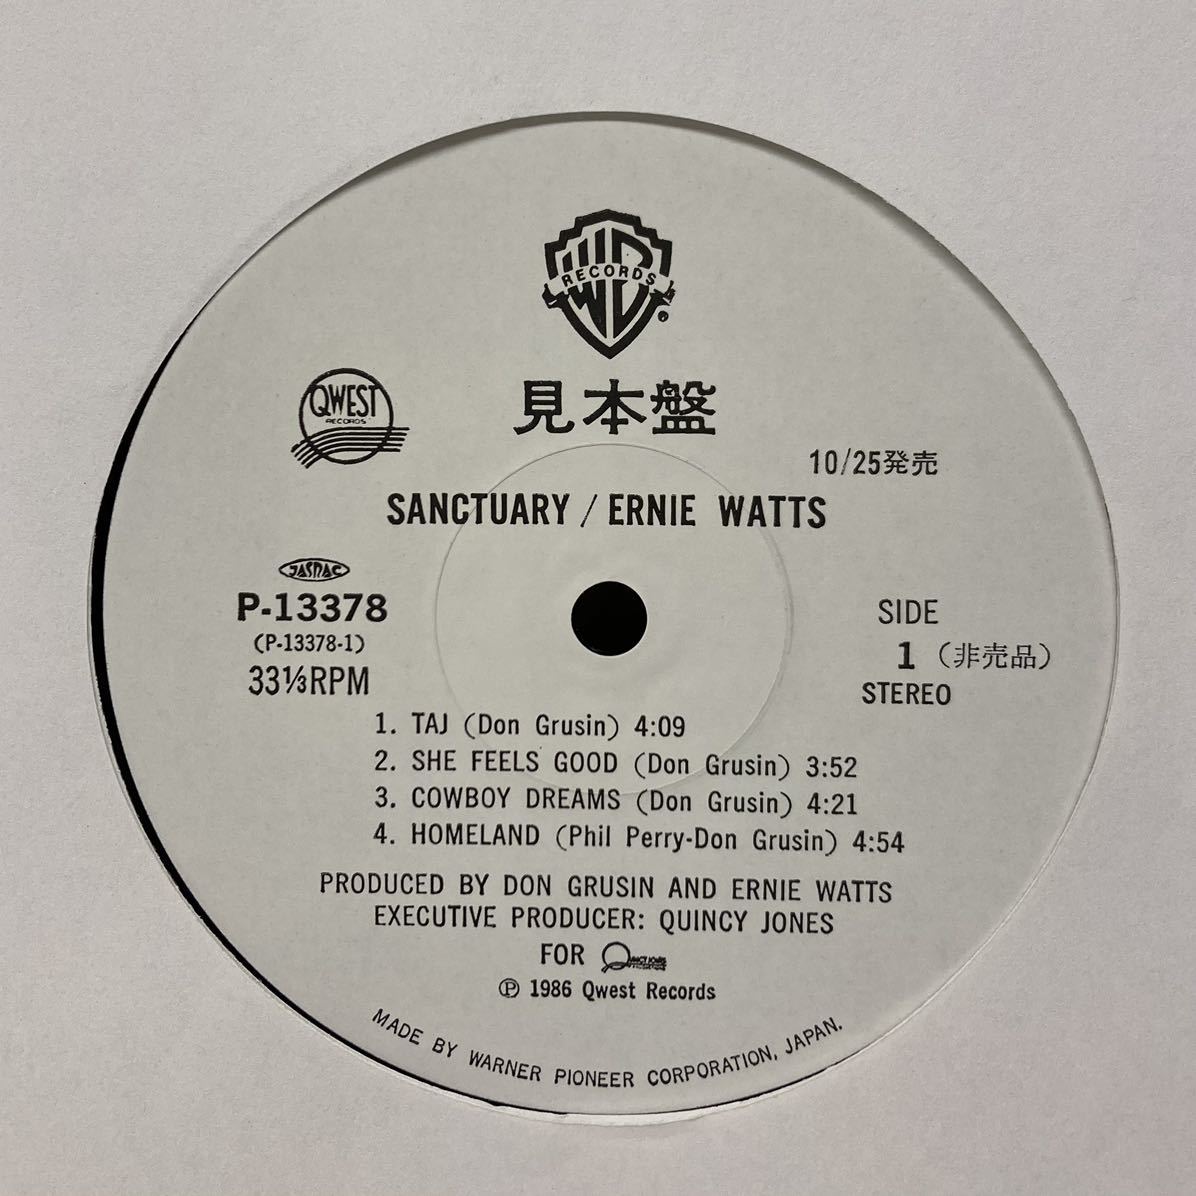 WB
RECORDS
®
QWEST
RECORDS
見本盤
10/25発売
SANCTUARY / ERNIE WATTS
JASRAC
P-13378
(P-13378-1)
33⅓RPM
SIDE
1 (非売品)
STEREO
1. TAJ (Don Grusin) 4:09
2. SHE FEELS GOOD (Don Grusin) 3:52
3. COWBOY DREAMS (Don Grusin) 4:21
4. HOMELAND (Phil Perry-Don Grusin) 4:54
PRODUCED BY DON GRUSIN AND ERNIE WATTS
EXECUTIVE PRODUCER: QUINCY JONES
FOR
Ⓟ 1986 Qwest Records
MADE BY WARNER PIONEER CORPORATION, JAPAN.